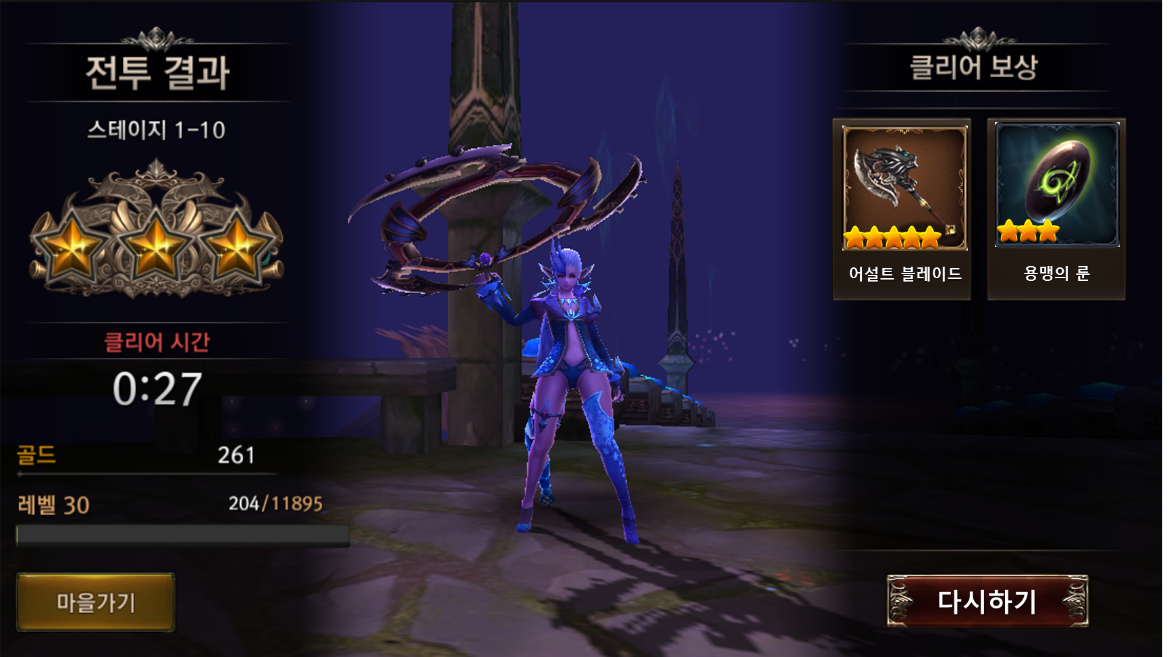 전투 결과
스테이지 1-10
클리어 시간
0:27
골드 261
레벨 30 204/11895
마을가기
클리어 보상
어설트 블레이드
용맹의 룬
다시하기